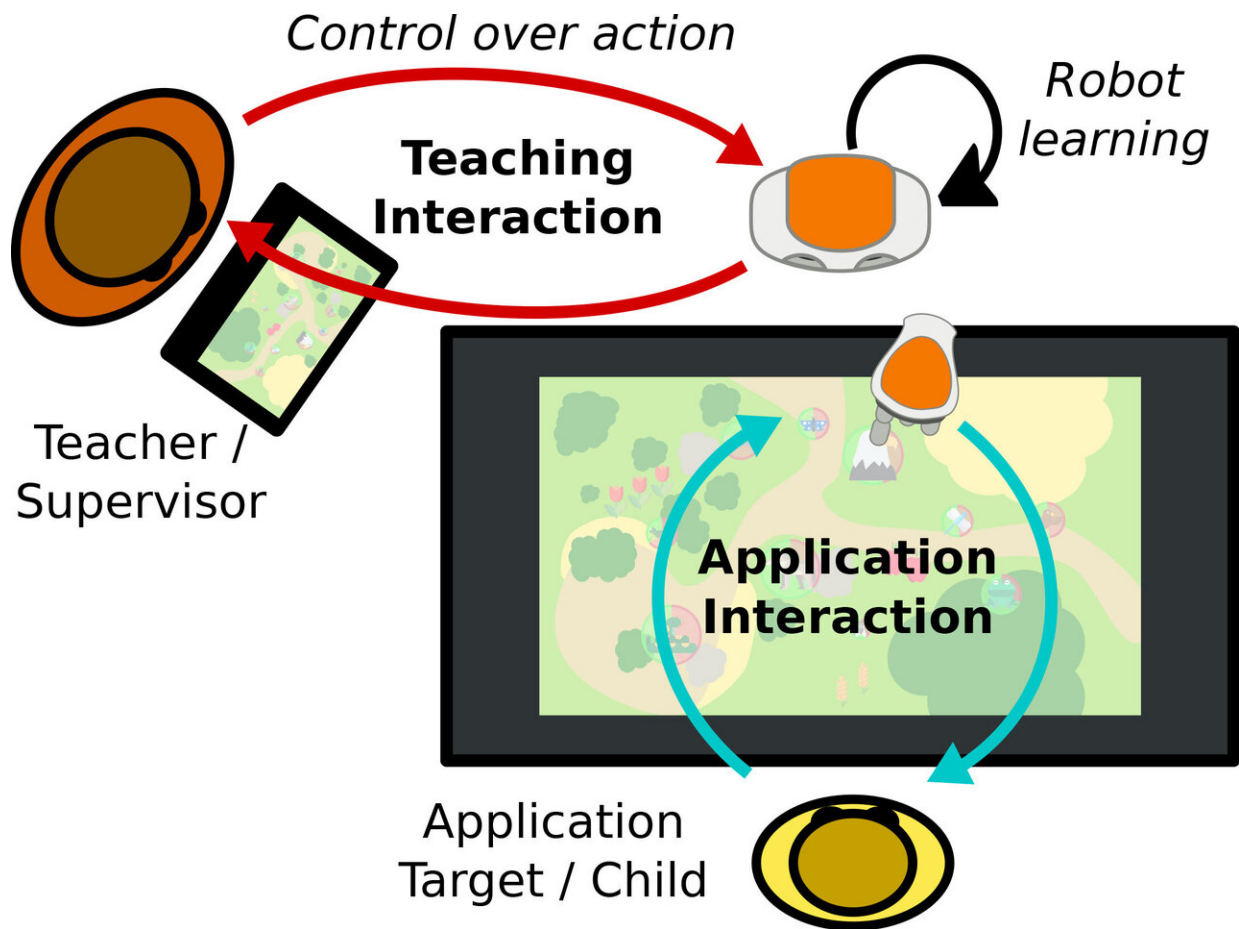 Control over action
Robot
learning
Teaching
Interaction
Teacher /
Supervisor
Application
Interaction
Application
Target / Child